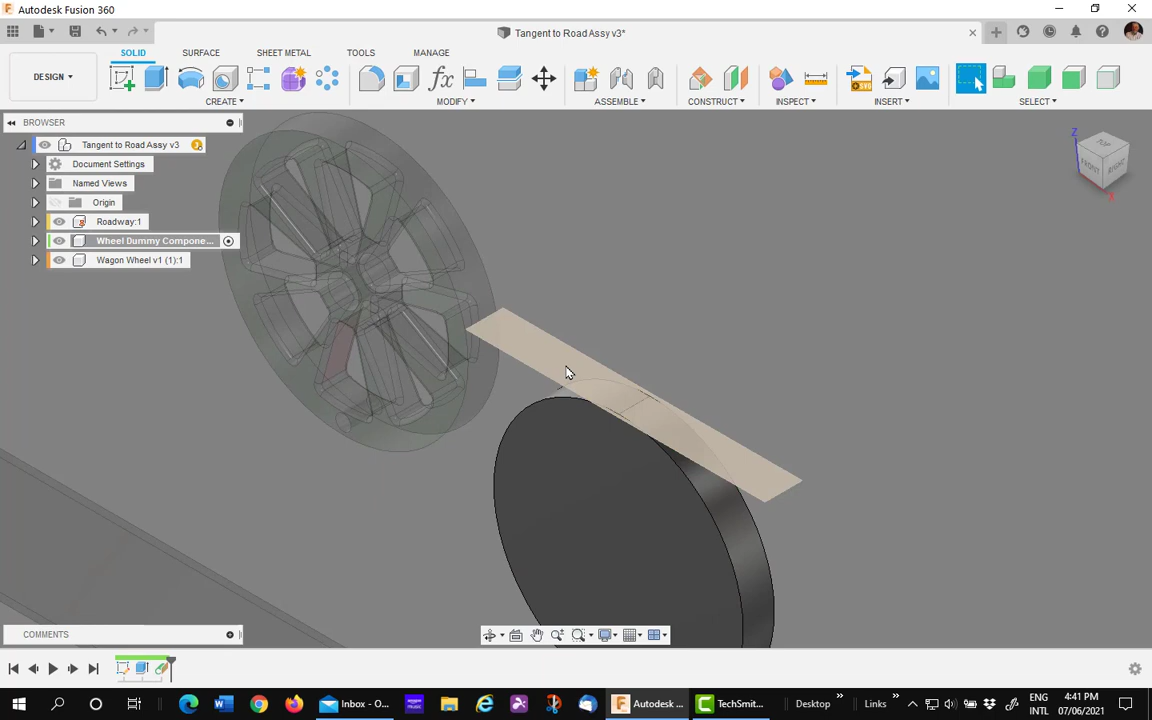 Autodesk Fusion 360
Tangent to Road Assy v3*
SOLID SURFACE SHEET METAL TOOLS MANAGE
DESIGN
CREATE MODIFY ASSEMBLE CONSTRUCT INSPECT INSERT SELECT
BROWSER
Tangent to Road Assy v3
Document Settings
Named Views
Origin
Roadway:1
Wheel Dummy Compone...
Wagon Wheel v1 (1):1
Z
TOP
FRONT
RIGHT
X
COMMENTS
Inbox - O...
Autodesk ...
TechSmit...
Desktop
Links
ENG
INTL
4:41 PM
07/06/2021